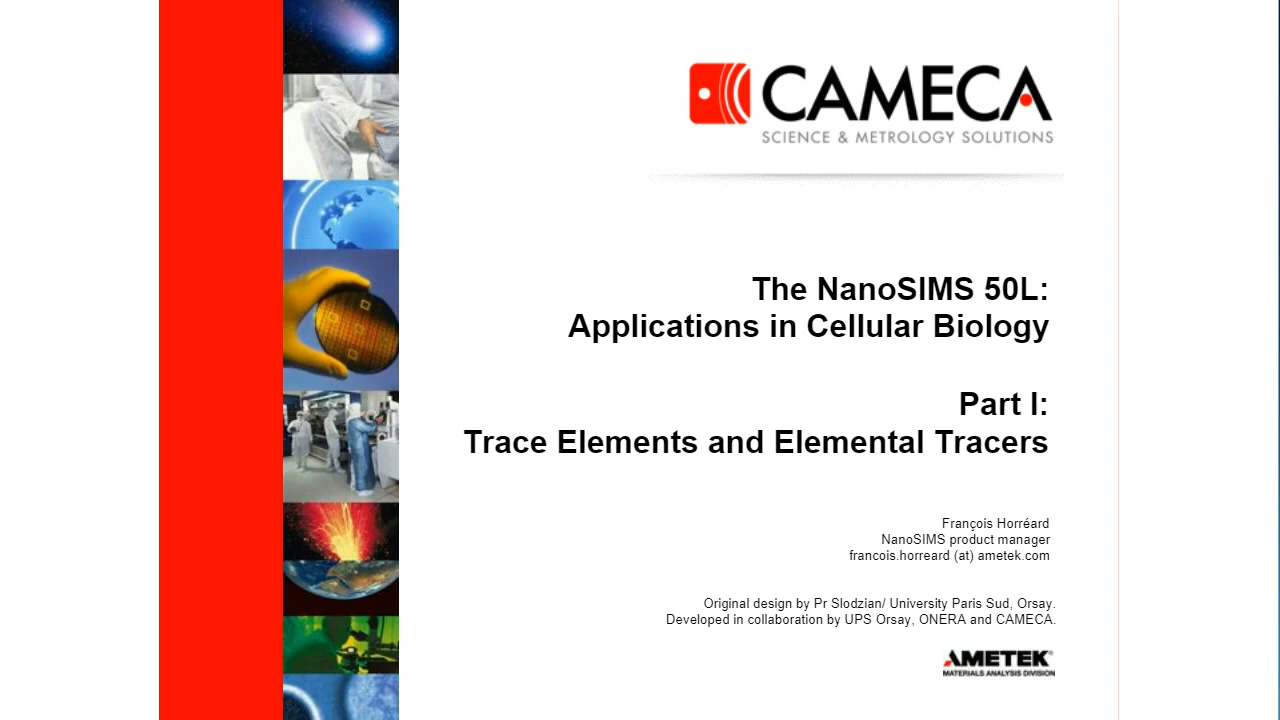 CAMECA
SCIENCE & METROLOGY SOLUTIONS
The NanoSIMS 50L:
Applications in Cellular Biology
Part I:
Trace Elements and Elemental Tracers
François Horréard
NanoSIMS product manager
francois.horreard (at) ametek.com
Original design by Pr Slodzian/ University Paris Sud, Orsay.
Developed in collaboration by UPS Orsay, ONERA and CAMECA.
AMETEK®
MATERIALS ANALYSIS DIVISION